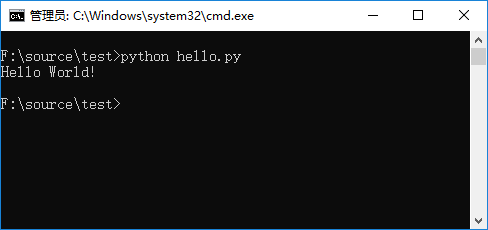 管理员: C:\Windows\system32\cmd.exe
F:\source\test>python hello.py
Hello World!
F:\source\test>